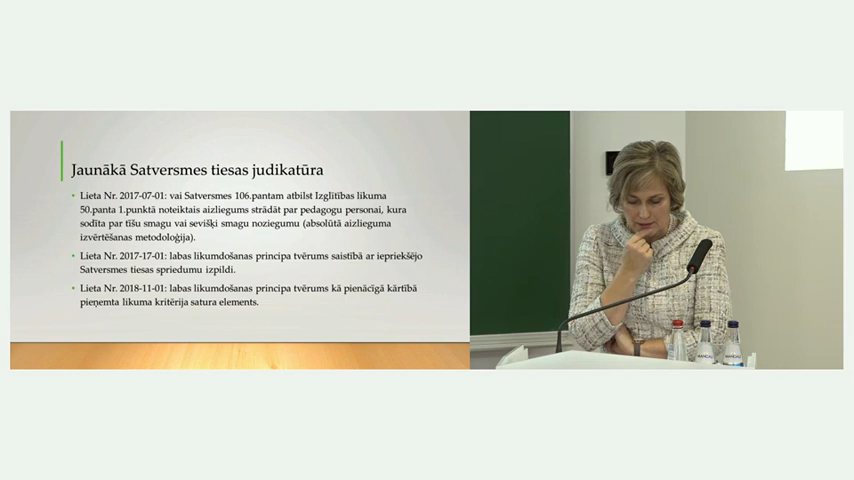 Jaunākā Satversmes tiesas judikatūra
• Lieta Nr. 2017-07-01: vai Satversmes 106.pantam atbilst Izglītības likuma
50.panta 1.punktā noteiktais aizliegums strādāt par pedagogu personai, kura
sodīta par tīšu smagu vai sevišķi smagu noziegumu (absolūtā aizlieguma
izvērtēšanas metodoloģija).
• Lieta Nr. 2017-17-01: labas likumdošanas principa tvērums saistībā ar iepriekšējo
Satversmes tiesas spriedumu izpildi.
• Lieta Nr. 2018-11-01: labas likumdošanas principa tvērums kā pienācīgā kārtībā
pieņemta likuma kritērija satura elements.